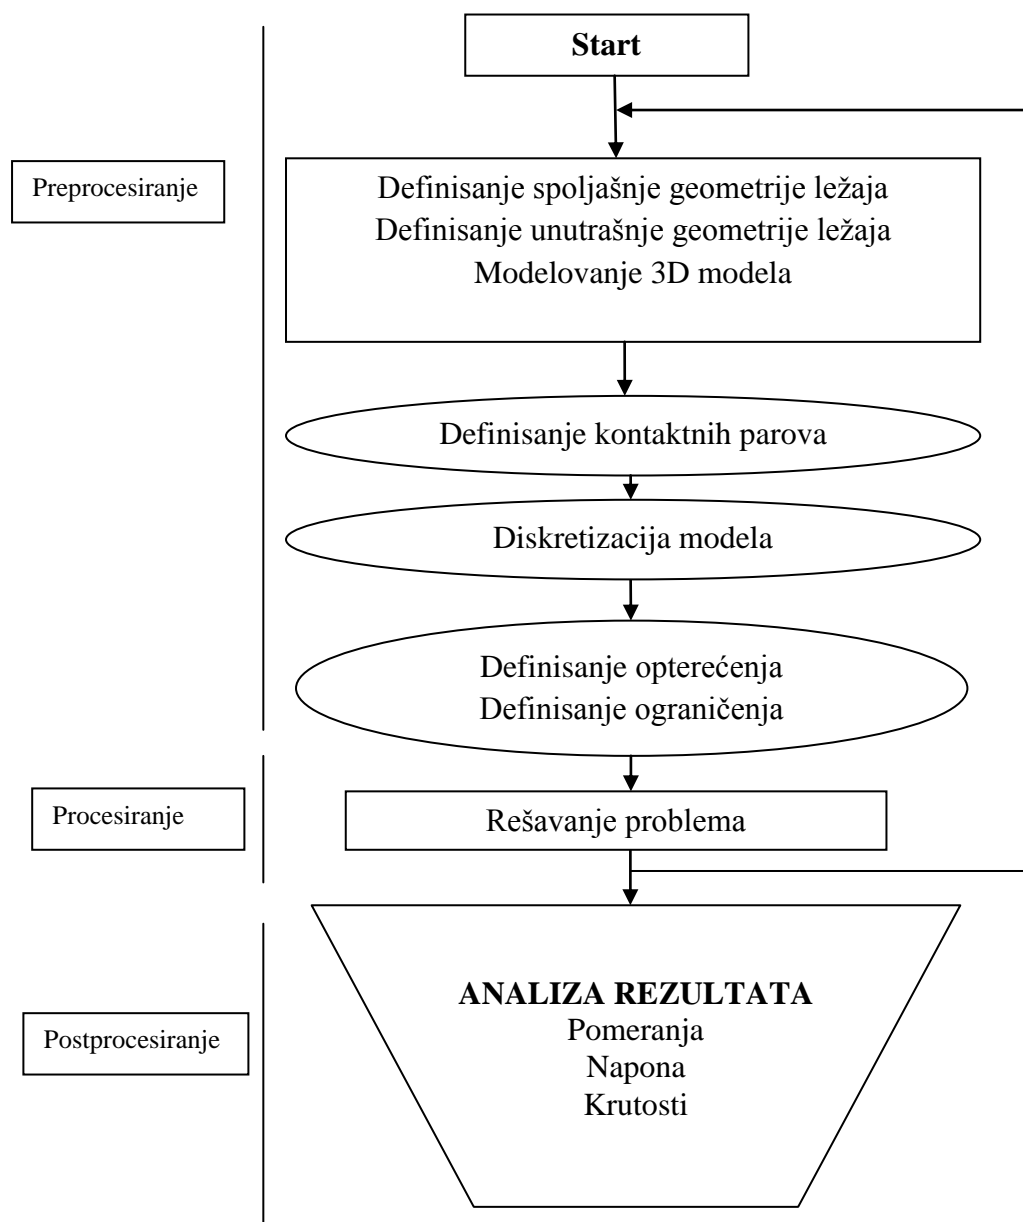 Start
Preprocesiranje
Definisanje spoljašnje geometrije ležaja
Definisanje unutrašnje geometrije ležaja
Modelovanje 3D modela
Definisanje kontaktnih parova
Diskretizacija modela
Definisanje opterećenja
Definisanje ograničenja
Procesiranje
Rešavanje problema
Postprocesiranje
ANALIZA REZULTATA
Pomeranja
Napona
Krutosti